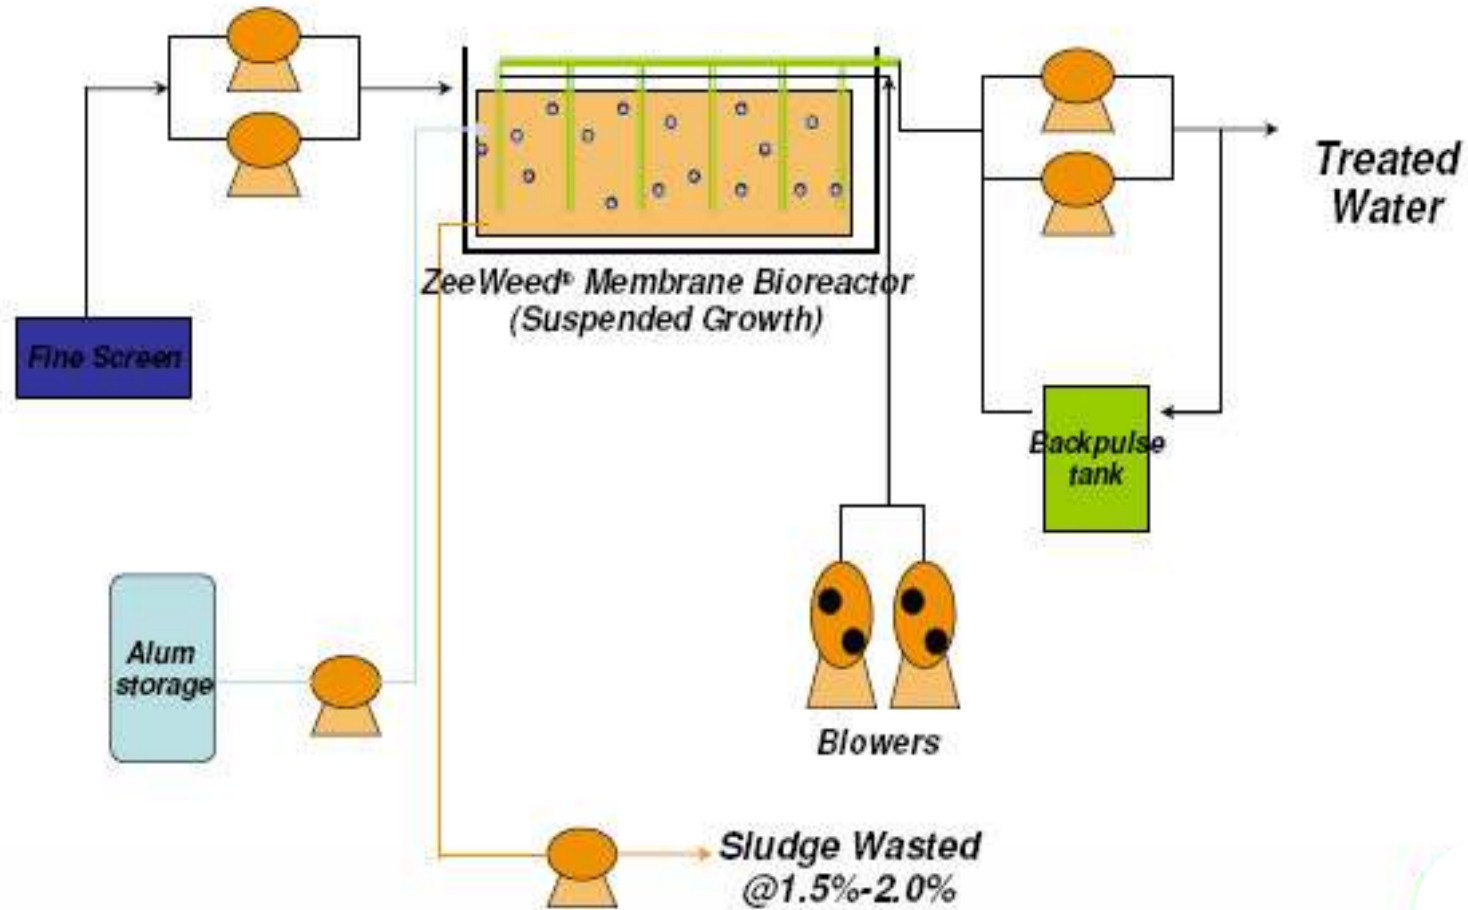 Treated
Water
ZeeWeed® Membrane Bioreactor
(Suspended Growth)
Fine Screen
Backpulse
tank
Alum
storage
Blowers
Sludge Wasted
@1.5%-2.0%